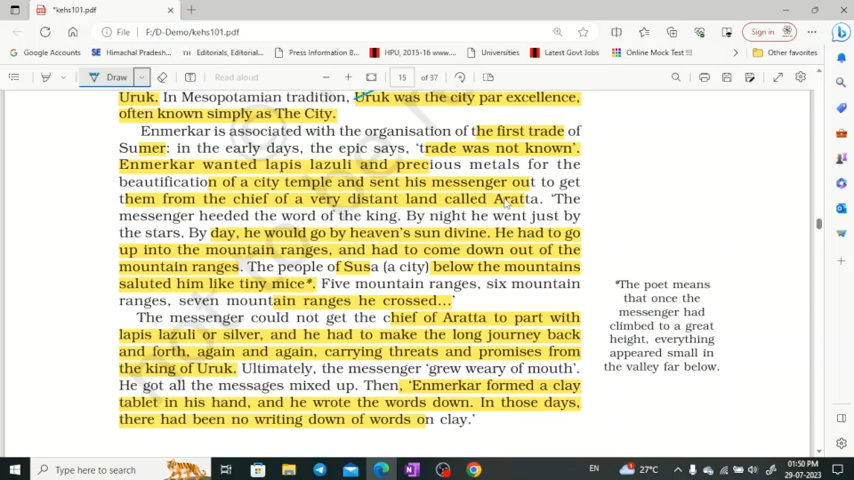 *kehs101.pdf
File
F:/D-Demo/kehs101.pdf
Sign in
Google Accounts
Himachal Pradesh...
Editorials, Editorial...
Press Information B...
HPU, 2015-16 www....
Universities
Latest Govt Jobs
Online Mock Test !!!
Other favorites
Draw
Read aloud
15
of 37
Uruk. In Mesopotamian tradition, Uruk was the city par excellence,
often known simply as The City.
Enmerkar is associated with the organisation of the first trade of
Sumer: in the early days, the epic says, ‘trade was not known’.
Enmerkar wanted lapis lazuli and precious metals for the
beautification of a city temple and sent his messenger out to get
them from the chief of a very distant land called Aratta. ‘The
messenger heeded the word of the king. By night he went just by
the stars. By day, he would go by heaven’s sun divine. He had to go
up into the mountain ranges, and had to come down out of the
mountain ranges. The people of Susa (a city) below the mountains
saluted him like tiny mice*. Five mountain ranges, six mountain
ranges, seven mountain ranges he crossed...’
The messenger could not get the chief of Aratta to part with
lapis lazuli or silver, and he had to make the long journey back
and forth, again and again, carrying threats and promises from
the king of Uruk. Ultimately, the messenger ‘grew weary of mouth’.
He got all the messages mixed up. Then, ‘Enmerkar formed a clay
tablet in his hand, and he wrote the words down. In those days,
there had been no writing down of words on clay.’
*The poet means
that once the
messenger had
climbed to a great
height, everything
appeared small in
the valley far below.
Type here to search
EN
27°C
01:50 PM
29-07-2023